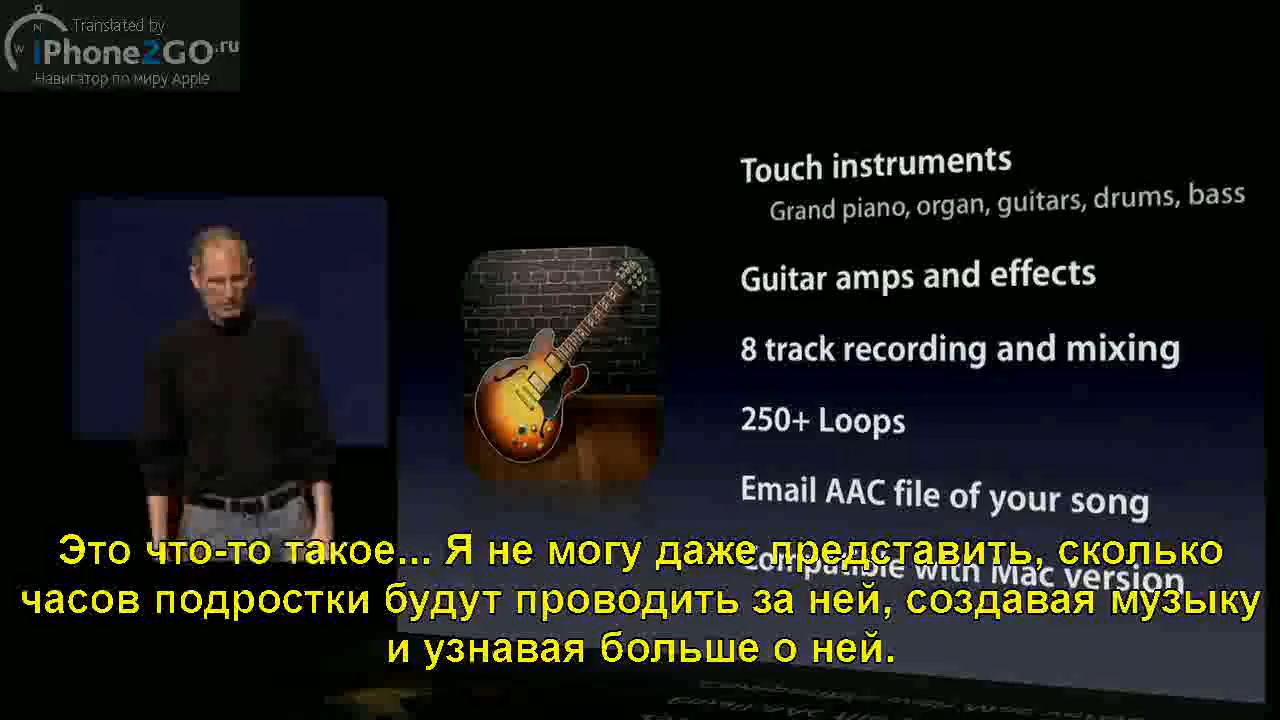 Translated by
iPhone2GO.ru
Навигатор по миру Apple
Touch instruments
Grand piano, organ, guitars, drums, bass
Guitar amps and effects
8 track recording and mixing
250+ Loops
Email AAC file of your song
Compatible with Mac version
Это что-то такое... Я не могу даже представить, сколько
часов подростки будут проводить за ней, создавая музыку
и узнавая больше о ней.